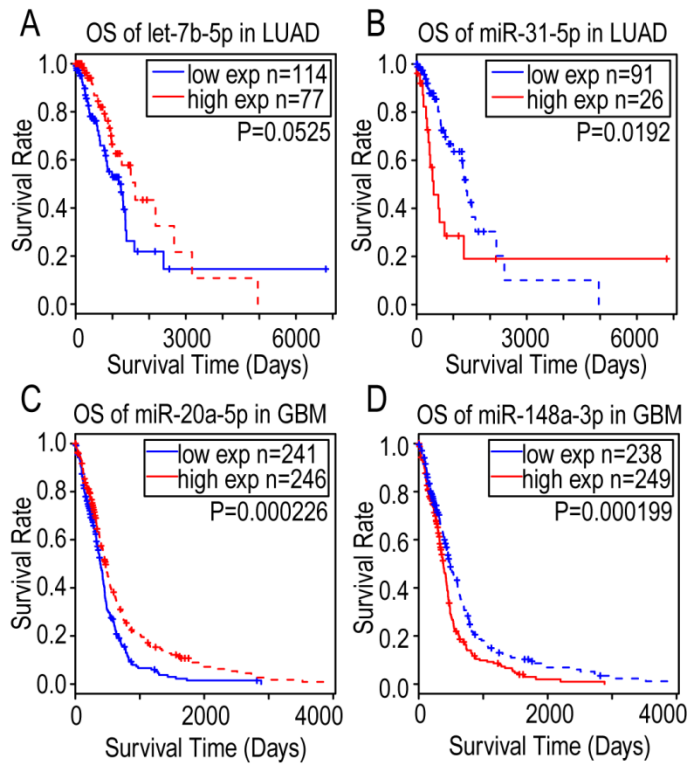 A
OS of let-7b-5p in LUAD
low exp n=114
high exp n=77
P=0.0525
Survival Rate
1.0
0.8
0.6
0.4
0.2
0.0
0
3000
6000
Survival Time (Days)
B
OS of miR-31-5p in LUAD
low exp n=91
high exp n=26
P=0.0192
Survival Rate
1.0
0.8
0.6
0.4
0.2
0.0
0
3000
6000
Survival Time (Days)
C
OS of miR-20a-5p in GBM
low exp n=241
high exp n=246
P=0.000226
Survival Rate
1.0
0.8
0.6
0.4
0.2
0.0
0
2000
4000
Survival Time (Days)
D
OS of miR-148a-3p in GBM
low exp n=238
high exp n=249
P=0.000199
Survival Rate
1.0
0.8
0.6
0.4
0.2
0.0
0
2000
4000
Survival Time (Days)